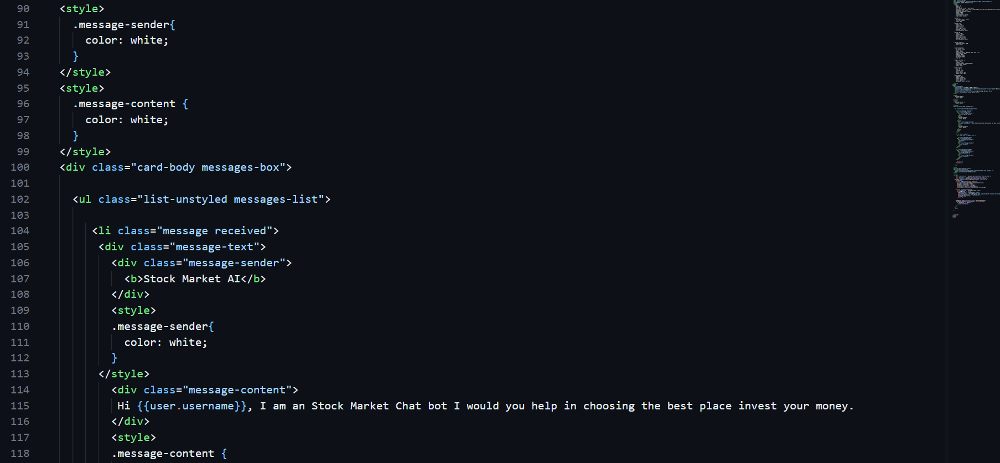 90 <style>
91 .message-sender{
92 color: white;
93 }
94 </style>
95 <style>
96 .message-content {
97 color: white;
98 }
99 </style>
100 <div class="card-body messages-box">
101
102 <ul class="list-unstyled messages-list">
103
104 <li class="message received">
105 <div class="message-text">
106 <div class="message-sender">
107 <b>Stock Market AI</b>
108 </div>
109 <style>
110 .message-sender{
111 color: white;
112 }
113 </style>
114 <div class="message-content">
115 Hi {{user.username}}, I am an Stock Market Chat bot I would you help in choosing the best place invest your money.
116 </div>
117 <style>
118 .message-content {